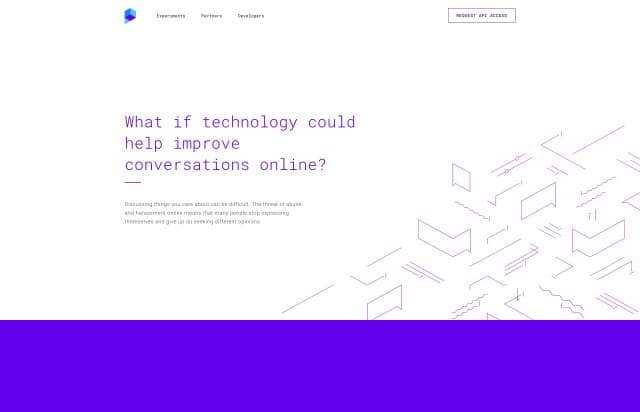 Experiments
Partners
Developers
REQUEST API ACCESS
What if technology could
help improve
conversations online?
Discussing things you care about can be difficult. The threat of abuse
and harassment online means that many people stop expressing
themselves and give up on seeking different opinions.